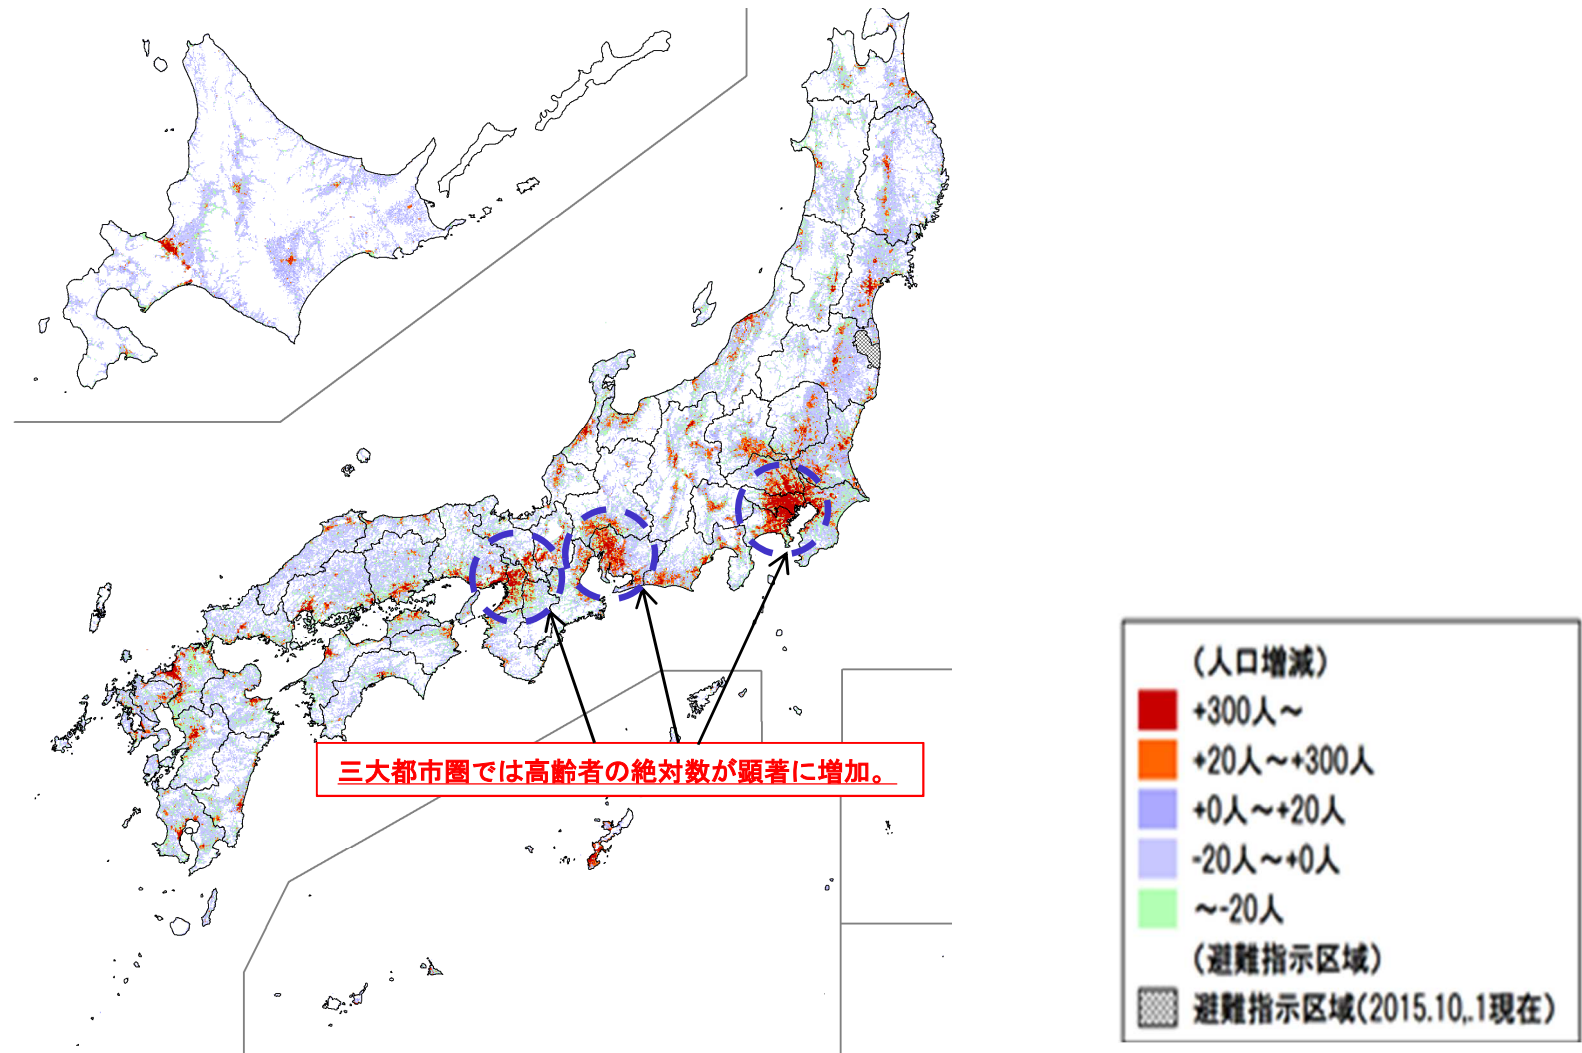 三大都市圏では高齢者の絶対数が顕著に増加。
(人口増減)
+300人～
+20人～+300人
+0人～+20人
-20人～+0人
～-20人
(避難指示区域)
避難指示区域(2015.10,.1現在)